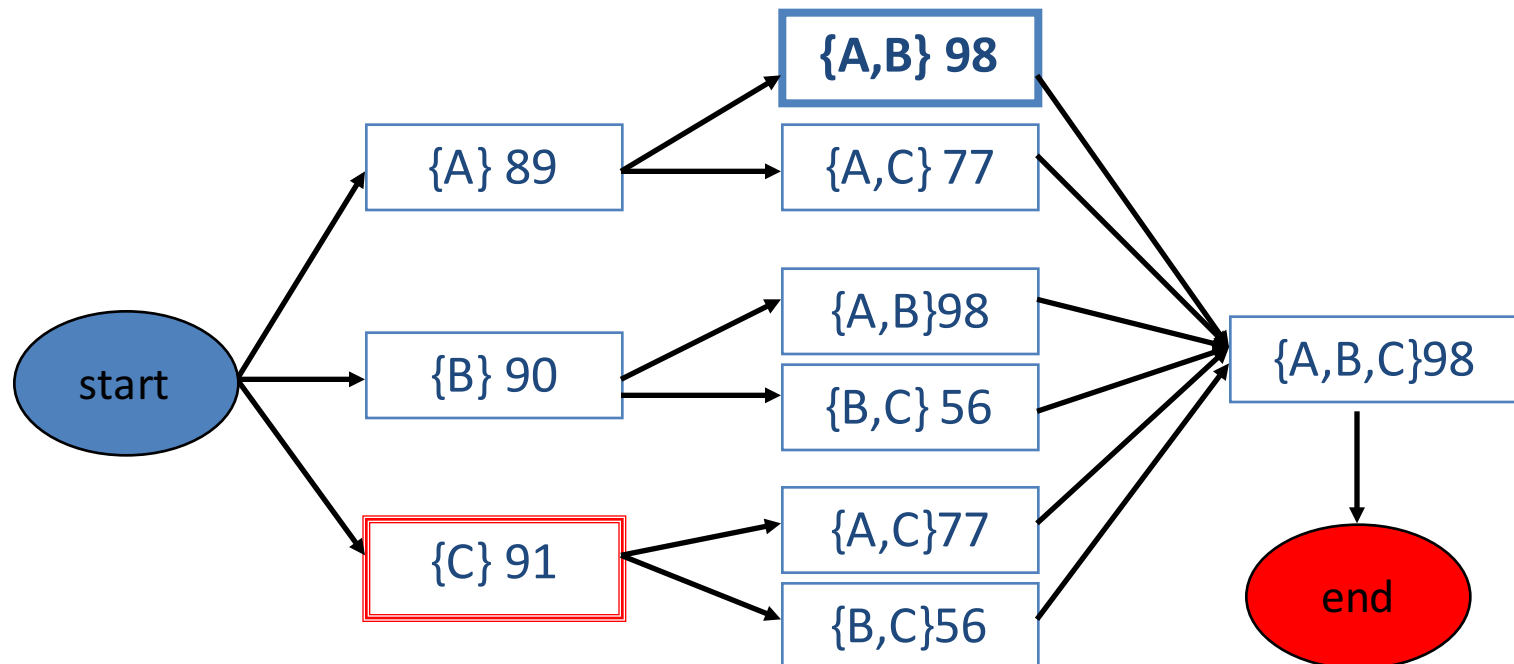 start
{A} 89
{B} 90
{C} 91
{A,B} 98
{A,C} 77
{A,B}98
{B,C} 56
{A,C}77
{B,C}56
{A,B,C}98
end